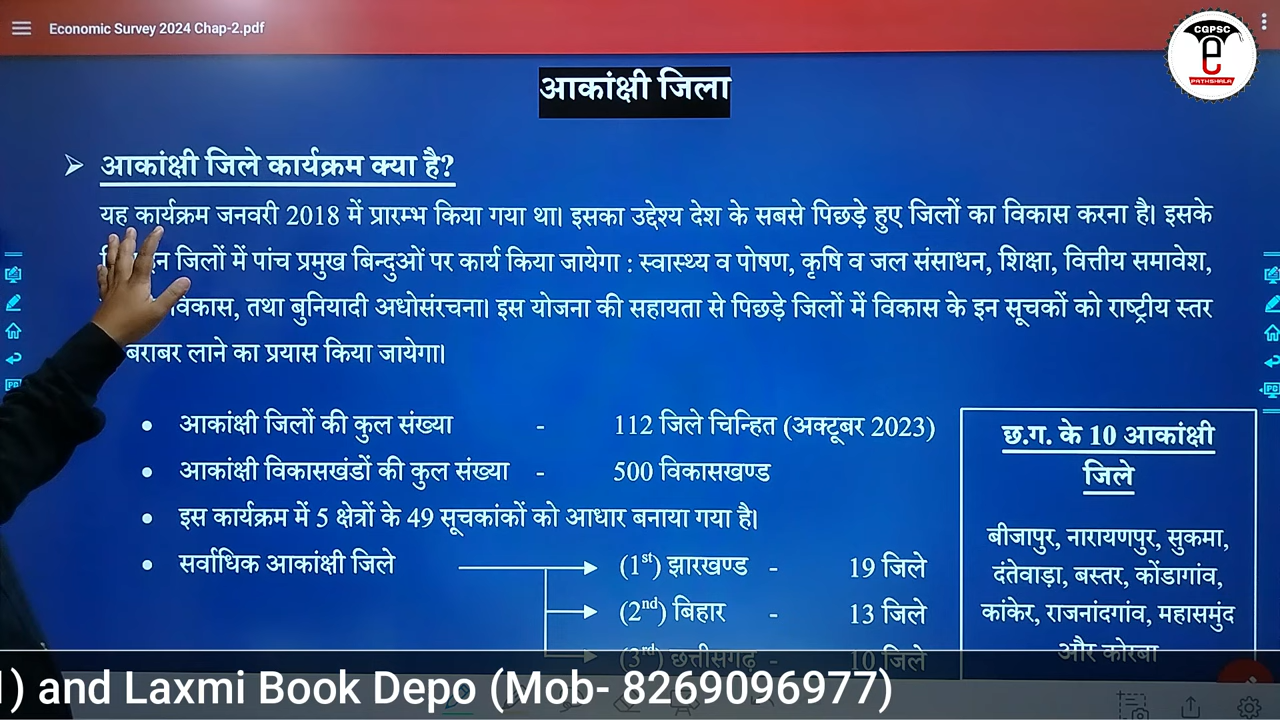 Economic Survey 2024 Chap-2.pdf
CGPSC
e
PATHSHALA
आकांक्षी जिला
आकांक्षी जिले कार्यक्रम क्या है?
यह कार्यक्रम जनवरी 2018 में प्रारम्भ किया गया था। इसका उद्देश्य देश के सबसे पिछड़े हुए जिलों का विकास करना है। इसके
जिलों में पांच प्रमुख बिन्दुओं पर कार्य किया जायेगा : स्वास्थ्य व पोषण, कृषि व जल संसाधन, शिक्षा, वित्तीय समावेश,
विकास, तथा बुनियादी अधोसंरचना। इस योजना की सहायता से पिछड़े जिलों में विकास के इन सूचकों को राष्ट्रीय स्तर
बराबर लाने का प्रयास किया जायेगा।
• आकांक्षी जिलों की कुल संख्या - 112 जिले चिन्हित (अक्टूबर 2023)
• आकांक्षी विकासखंडों की कुल संख्या - 500 विकासखण्ड
• इस कार्यक्रम में 5 क्षेत्रों के 49 सूचकांकों को आधार बनाया गया है।
• सर्वाधिक आकांक्षी जिले (1st) झारखण्ड - 19 जिले
(2nd) बिहार - 13 जिले
(3rd) छत्तीसगढ़ - 10 जिले
छ.ग. के 10 आकांक्षी
जिले
बीजापुर, नारायणपुर, सुकमा,
दंतेवाड़ा, बस्तर, कोंडागांव,
कांकेर, राजनांदगांव, महासमुंद
और कोरबा
) and Laxmi Book Depo (Mob- 8269096977)